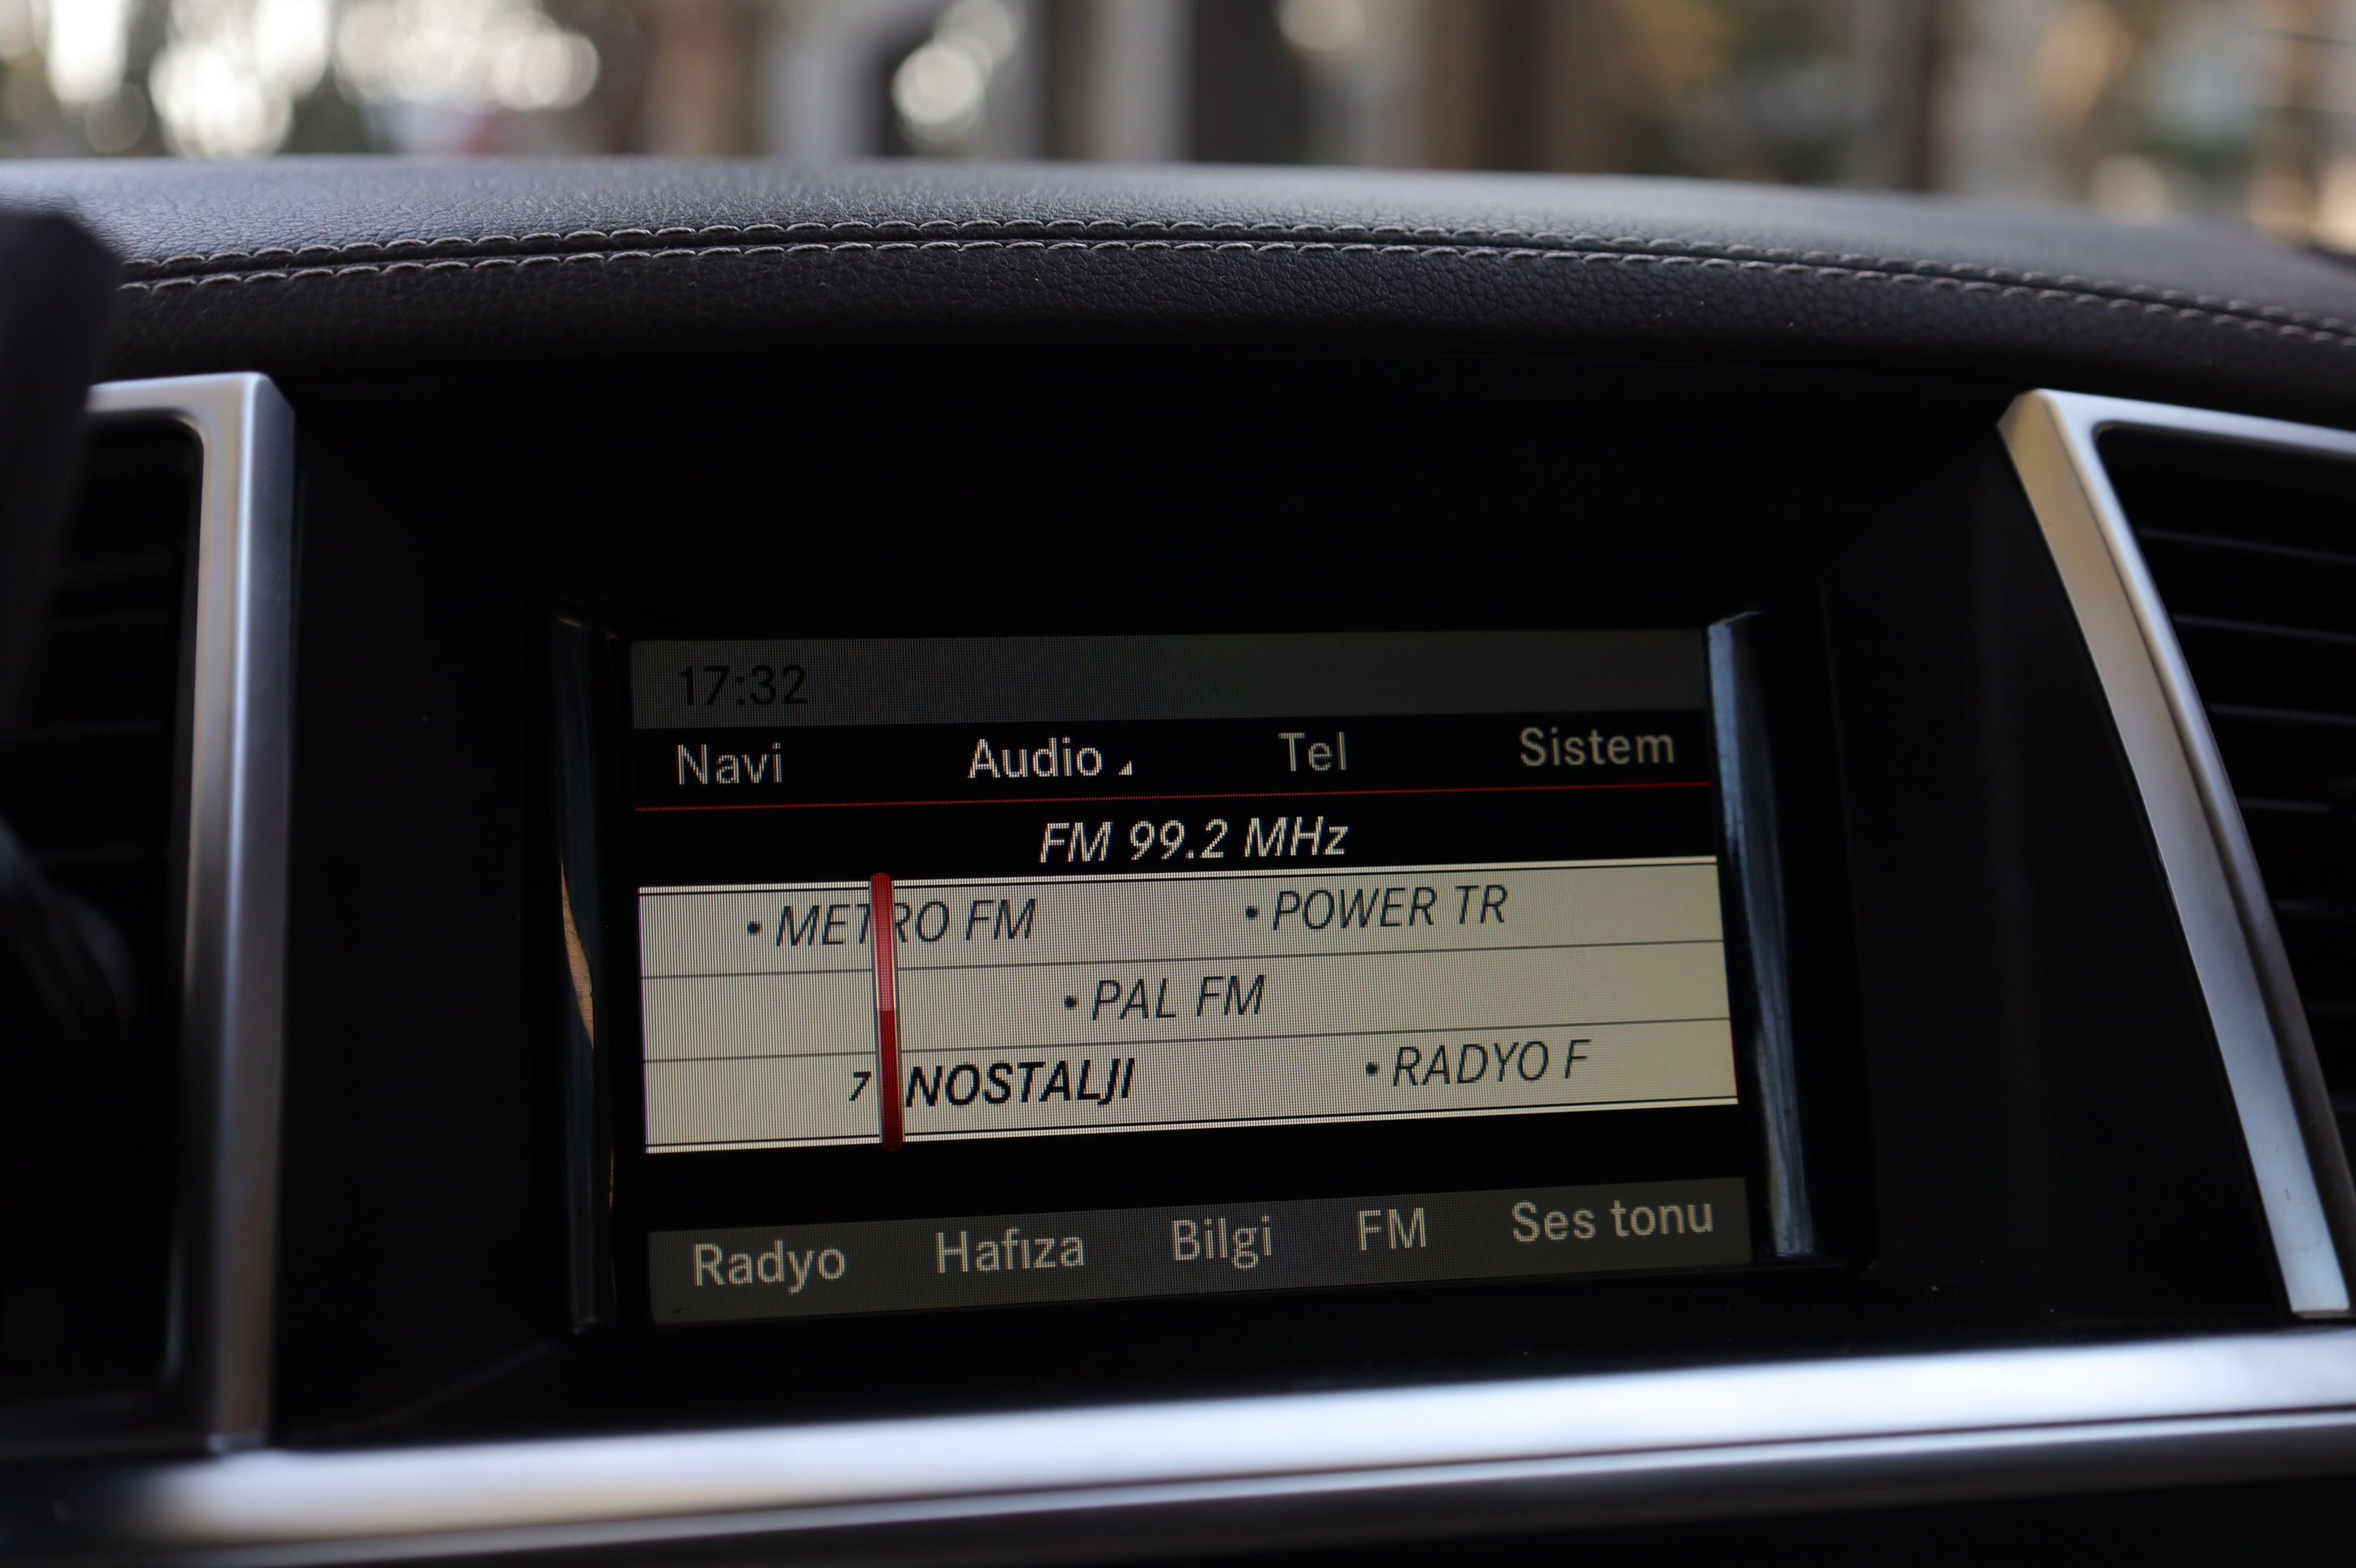 17:32
Navi Audio Tel Sistem
FM 99.2 MHz
• METRO FM • POWER TR
• PAL FM
7 NOSTALJI • RADYO F
Radyo Hafıza Bilgi FM Ses tonu